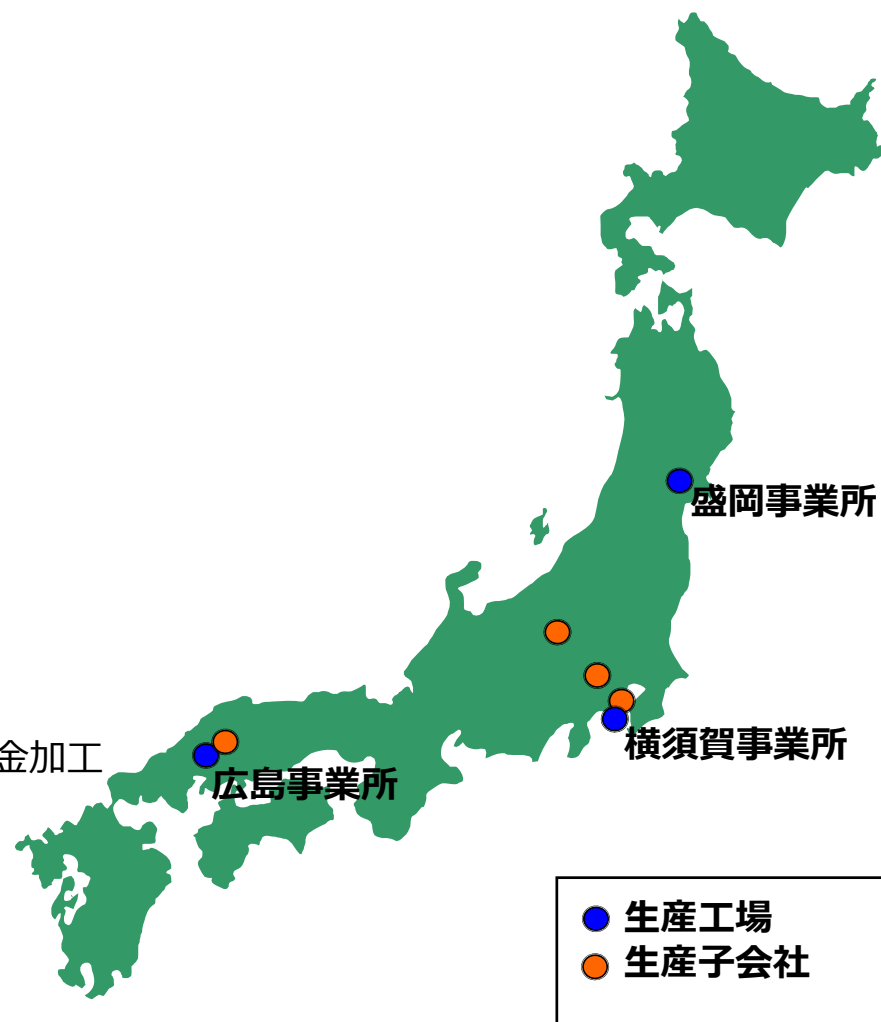 盛岡事業所
横須賀事業所
金加工
広島事業所
生産工場
生産子会社